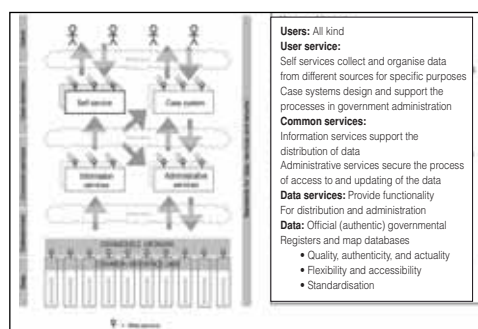 Self service
Case system
Information
services
Administrative
services
Users: All kind
User service:
Self services collect and organise data
from different sources for specific purposes
Case systems design and support the
processes in government administration
Common services:
Information services support the
distribution of data
Administrative services secure the process
of access to and updating of the data
Data services: Provide functionality
For distribution and administration
Data: Official (authentic) governmental
Registers and map databases
• Quality, authenticity, and actuality
• Flexibility and accessibility
• Standardisation